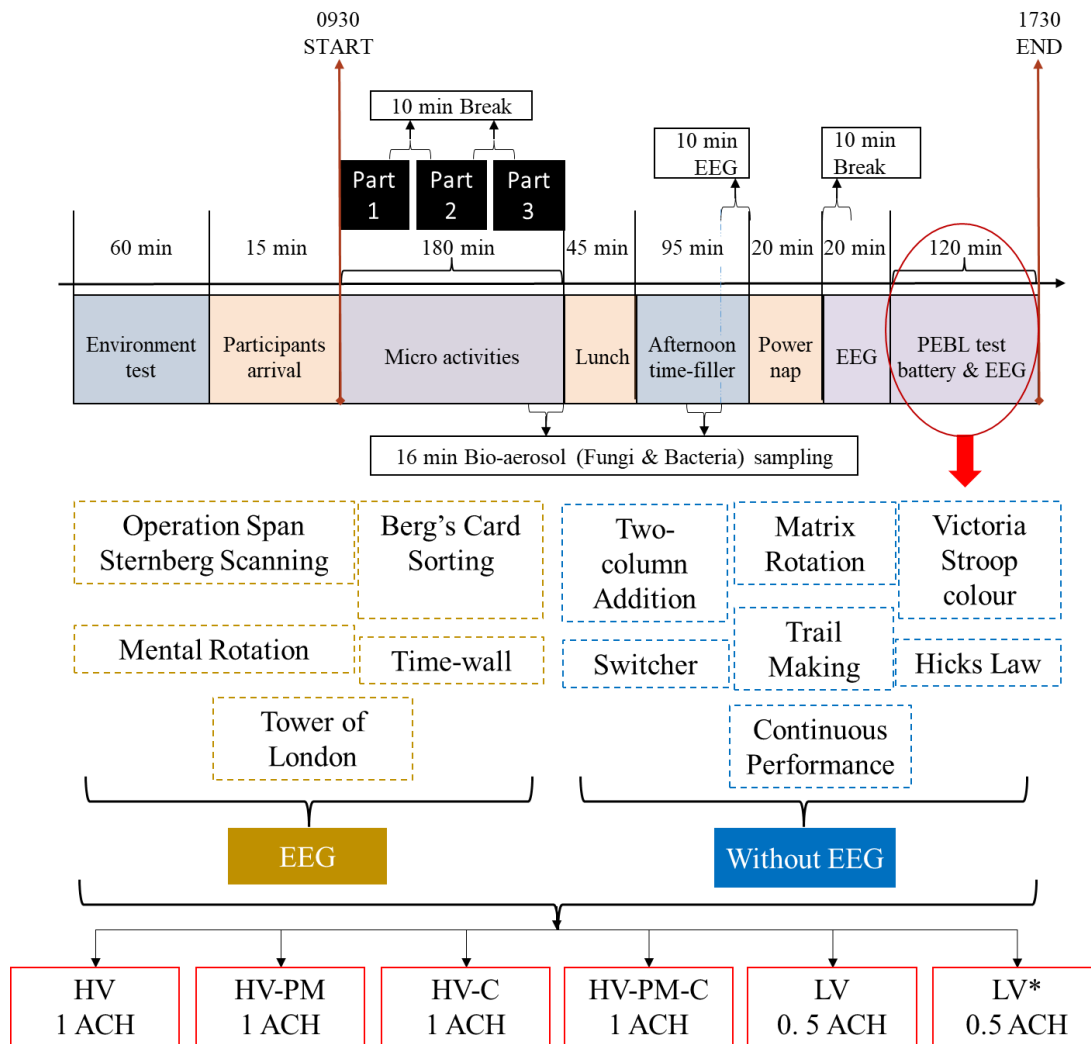 0930
START
1730
END
10 min Break
10 min
EEG
10 min
Break
Part
1
Part
2
Part
3
60 min
15 min
180 min
45 min
95 min
20 min
20 min
120 min
Environment
test
Participants
arrival
Micro activities
Lunch
Afternoon
time-filler
Power
nap
EEG
PEBL test
battery & EEG
16 min Bio-aerosol (Fungi & Bacteria) sampling
Operation Span
Sternberg Scanning
Berg’s Card
Sorting
Mental Rotation
Time-wall
Tower of
London
Two-
column
Addition
Matrix
Rotation
Victoria
Stroop
colour
Switcher
Trail
Making
Hicks Law
Continuous
Performance
EEG
Without EEG
HV
1 ACH
HV-PM
1 ACH
HV-C
1 ACH
HV-PM-C
1 ACH
LV
0. 5 ACH
LV*
0.5 ACH